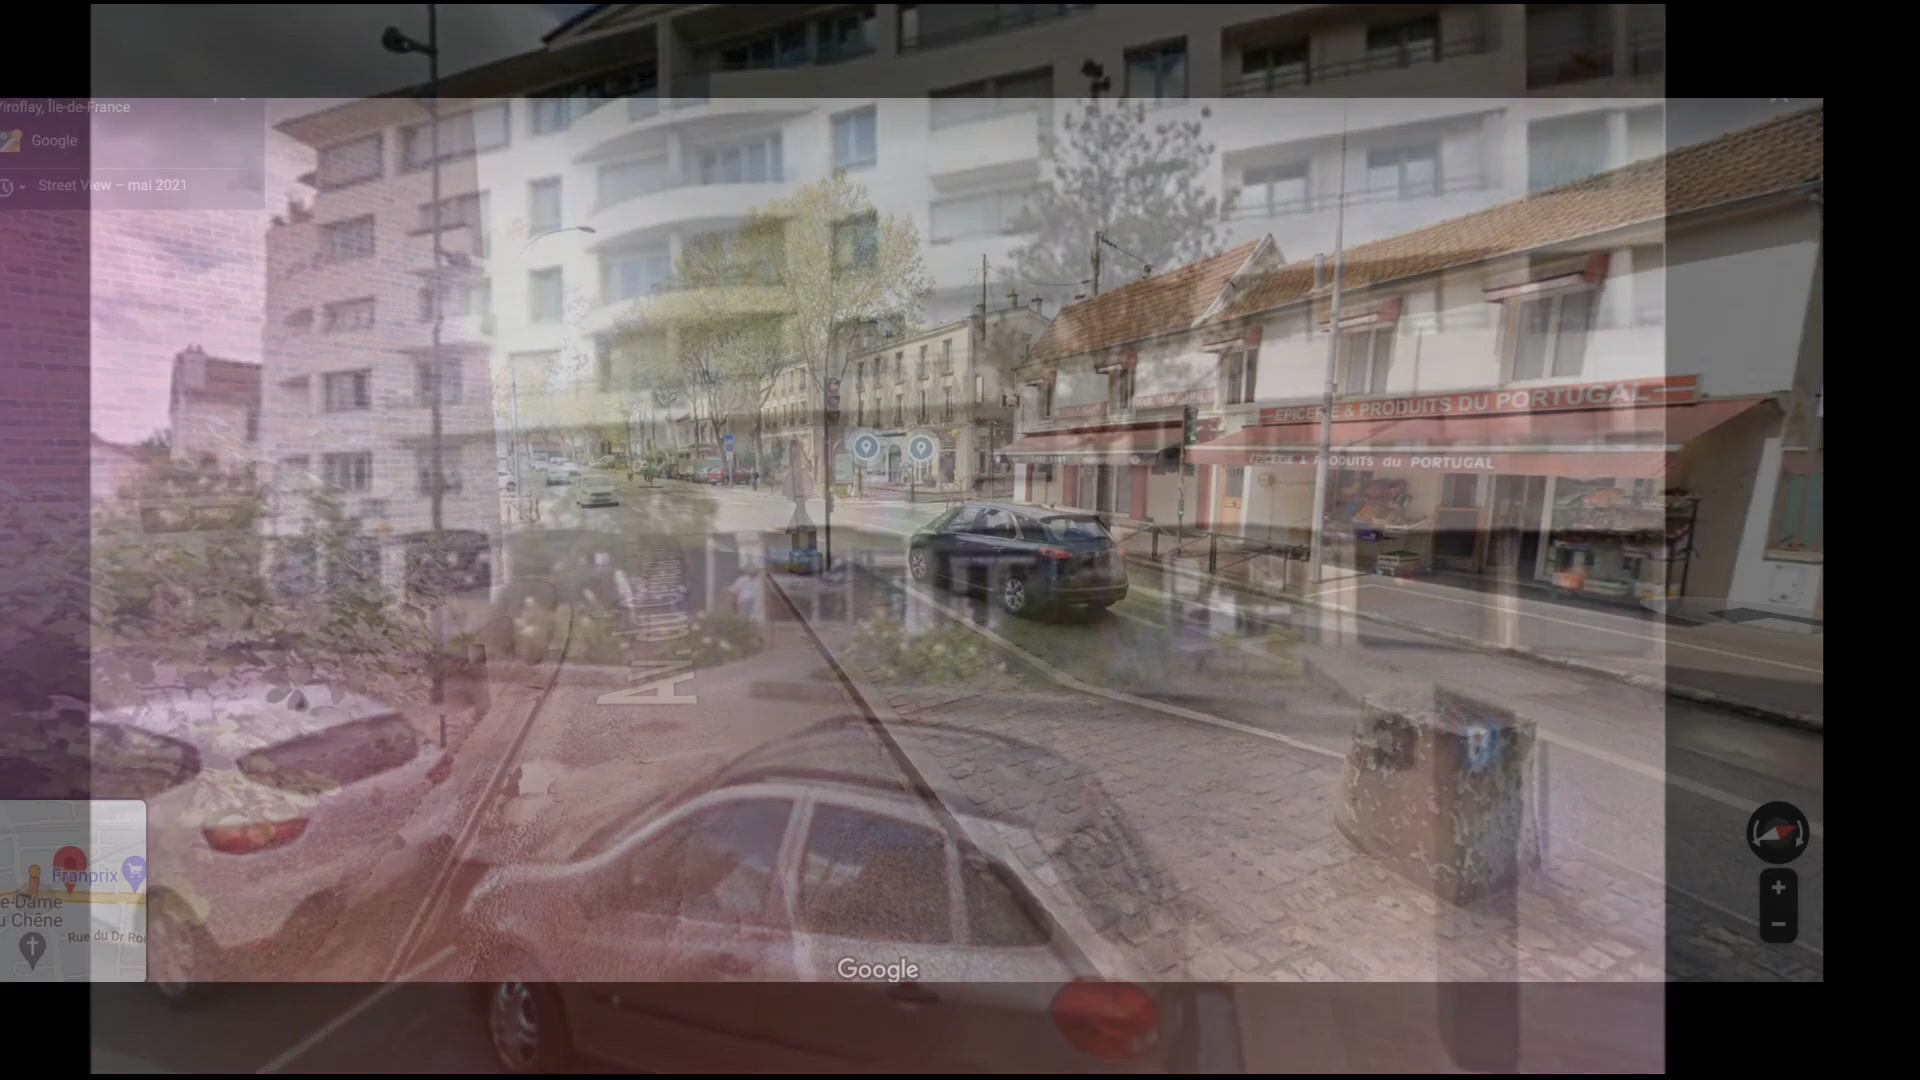 Viroflay, Île-de-France
Google
Street View – mai 2021
EPICERIE & PRODUITS DU PORTUGAL
EPICERIE & PRODUITS du PORTUGAL
Av. du G
Franprix
e-Dame
u Chêne
Rue du Dr Ro
Google